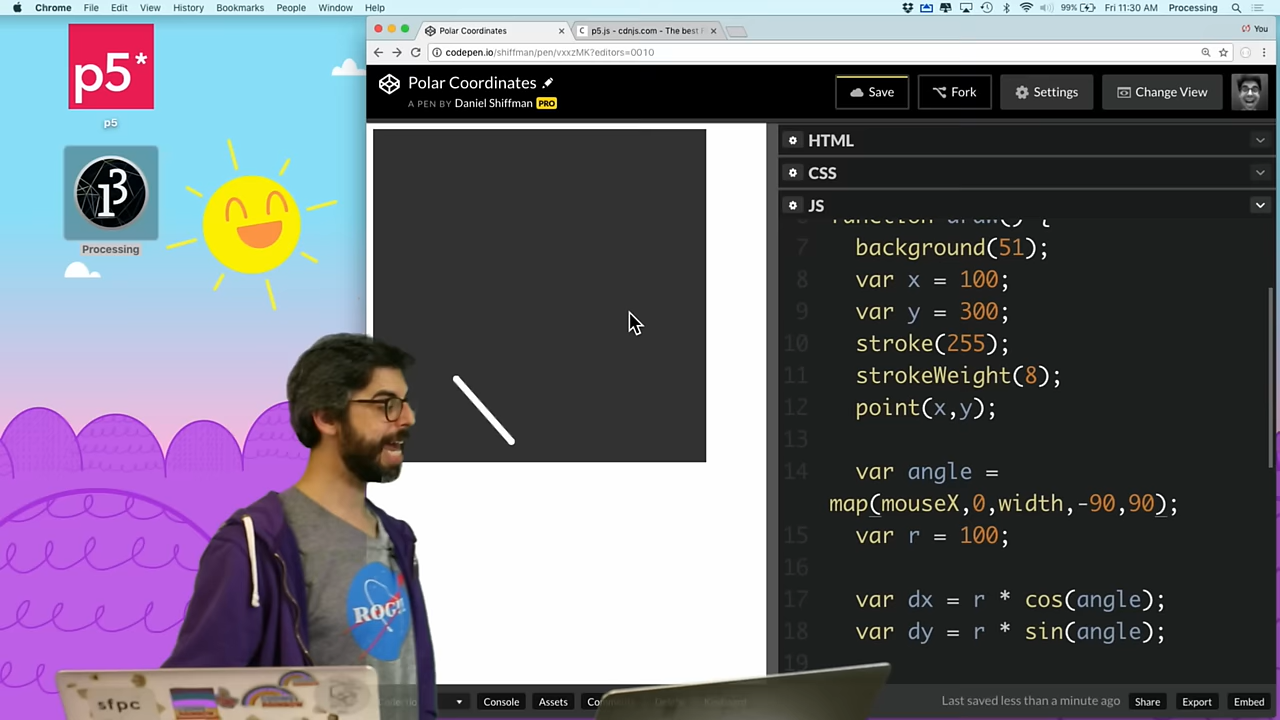 Chrome File Edit View History Bookmarks People Window Help 99% Fri 11:30 AM Processing
p5*
p5
Processing
Polar Coordinates
p5.js - cdnjs.com - The best F
You
codepen.io/shiffman/pen/vxxzMK?editors=0010
Polar Coordinates
A PEN BY Daniel Shiffman PRO
Save
Fork
Settings
Change View
HTML
CSS
JS
function draw() {
7 background(51);
8 var x = 100;
9 var y = 300;
10 stroke(255);
11 strokeWeight(8);
12 point(x,y);
13
14 var angle =
map(mouseX,0,width,-90,90);
15 var r = 100;
16
17 var dx = r * cos(angle);
18 var dy = r * sin(angle);
19
Console
Assets
Last saved less than a minute ago
Share
Export
Embed
sfpc